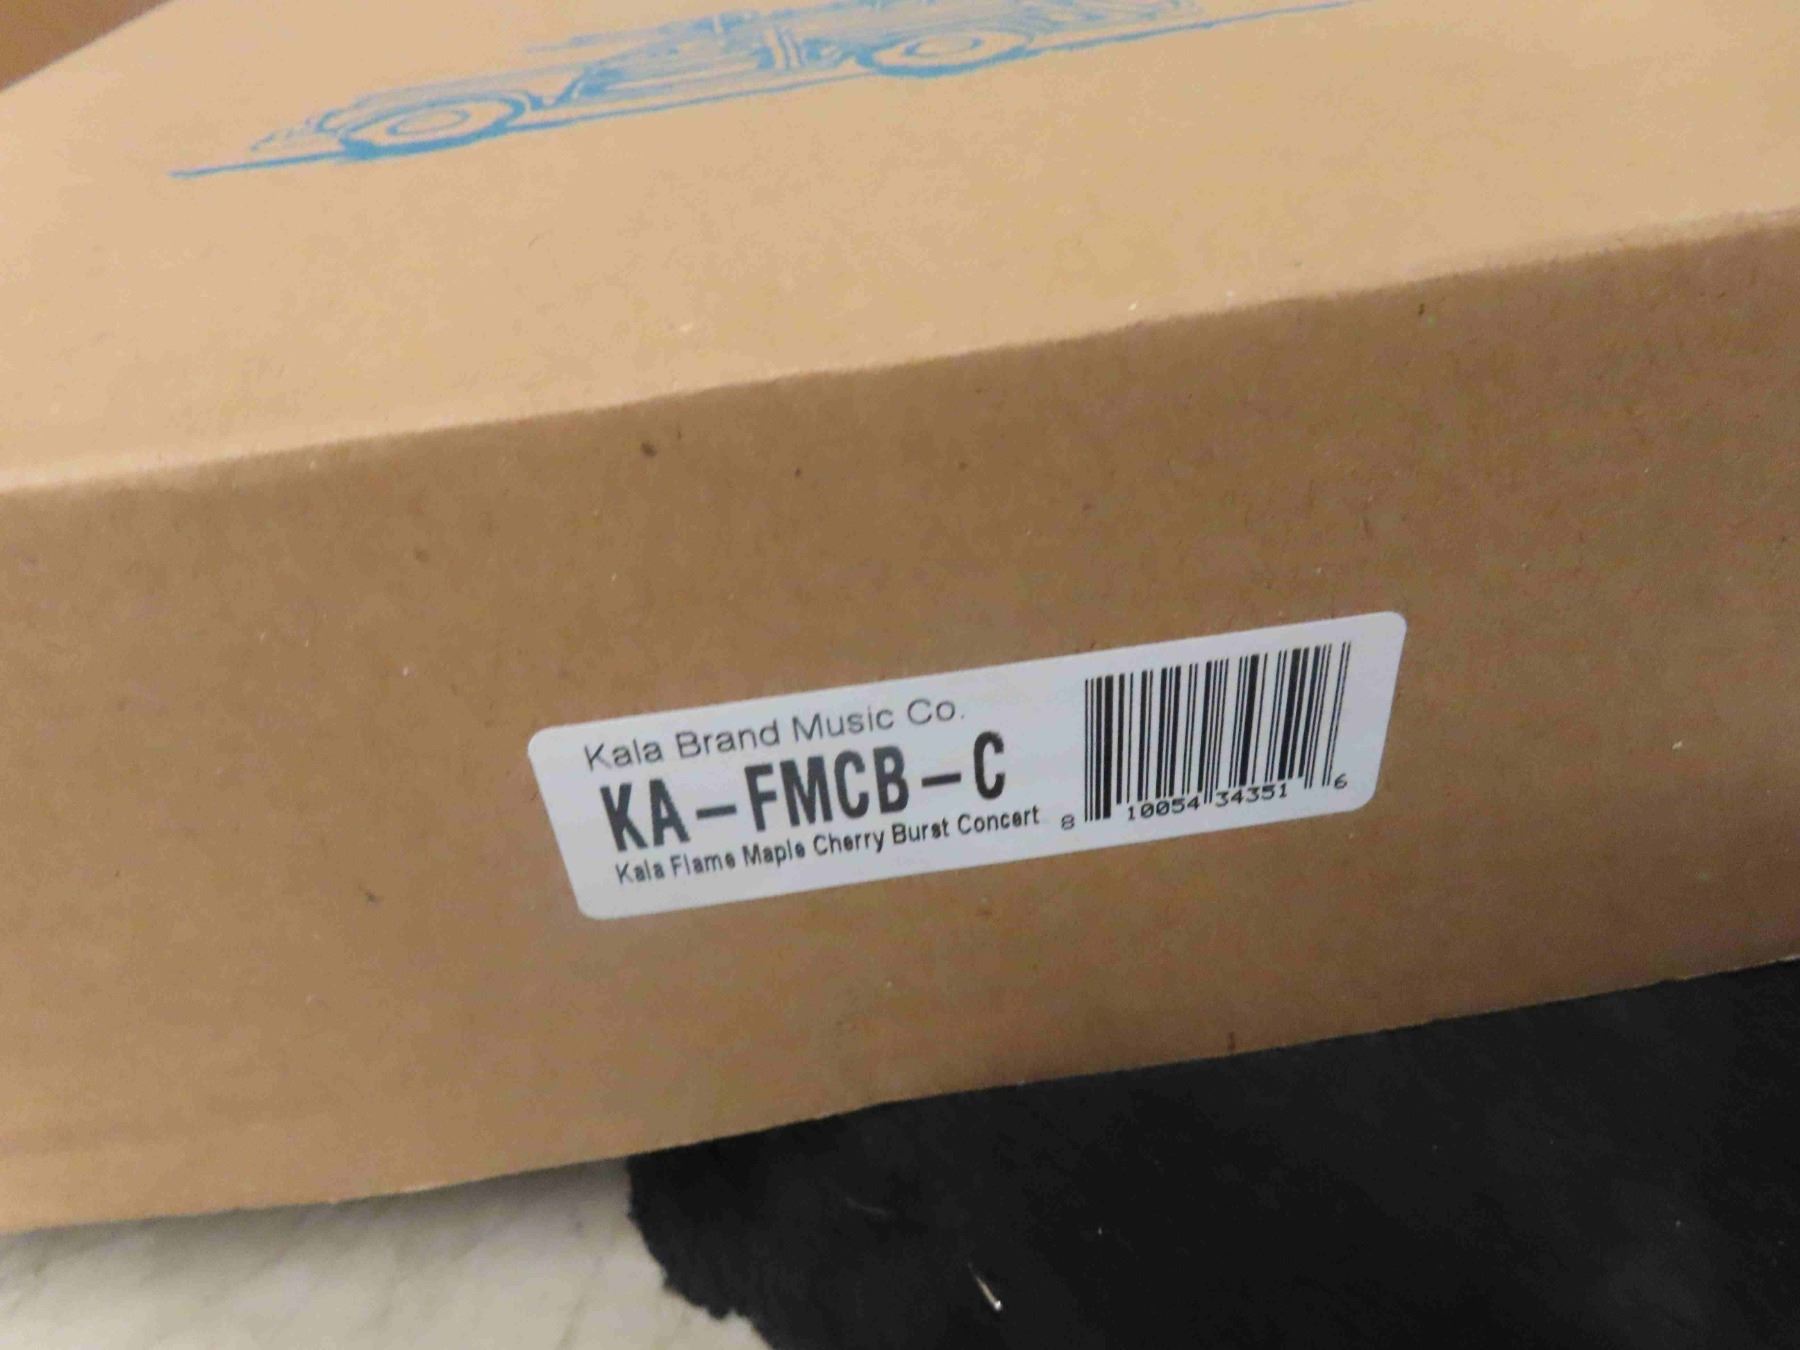 Kala Brand Music Co.
KA-FMCB-C
Kala Flame Maple Cherry Burst Concert
8 10054 34351 6